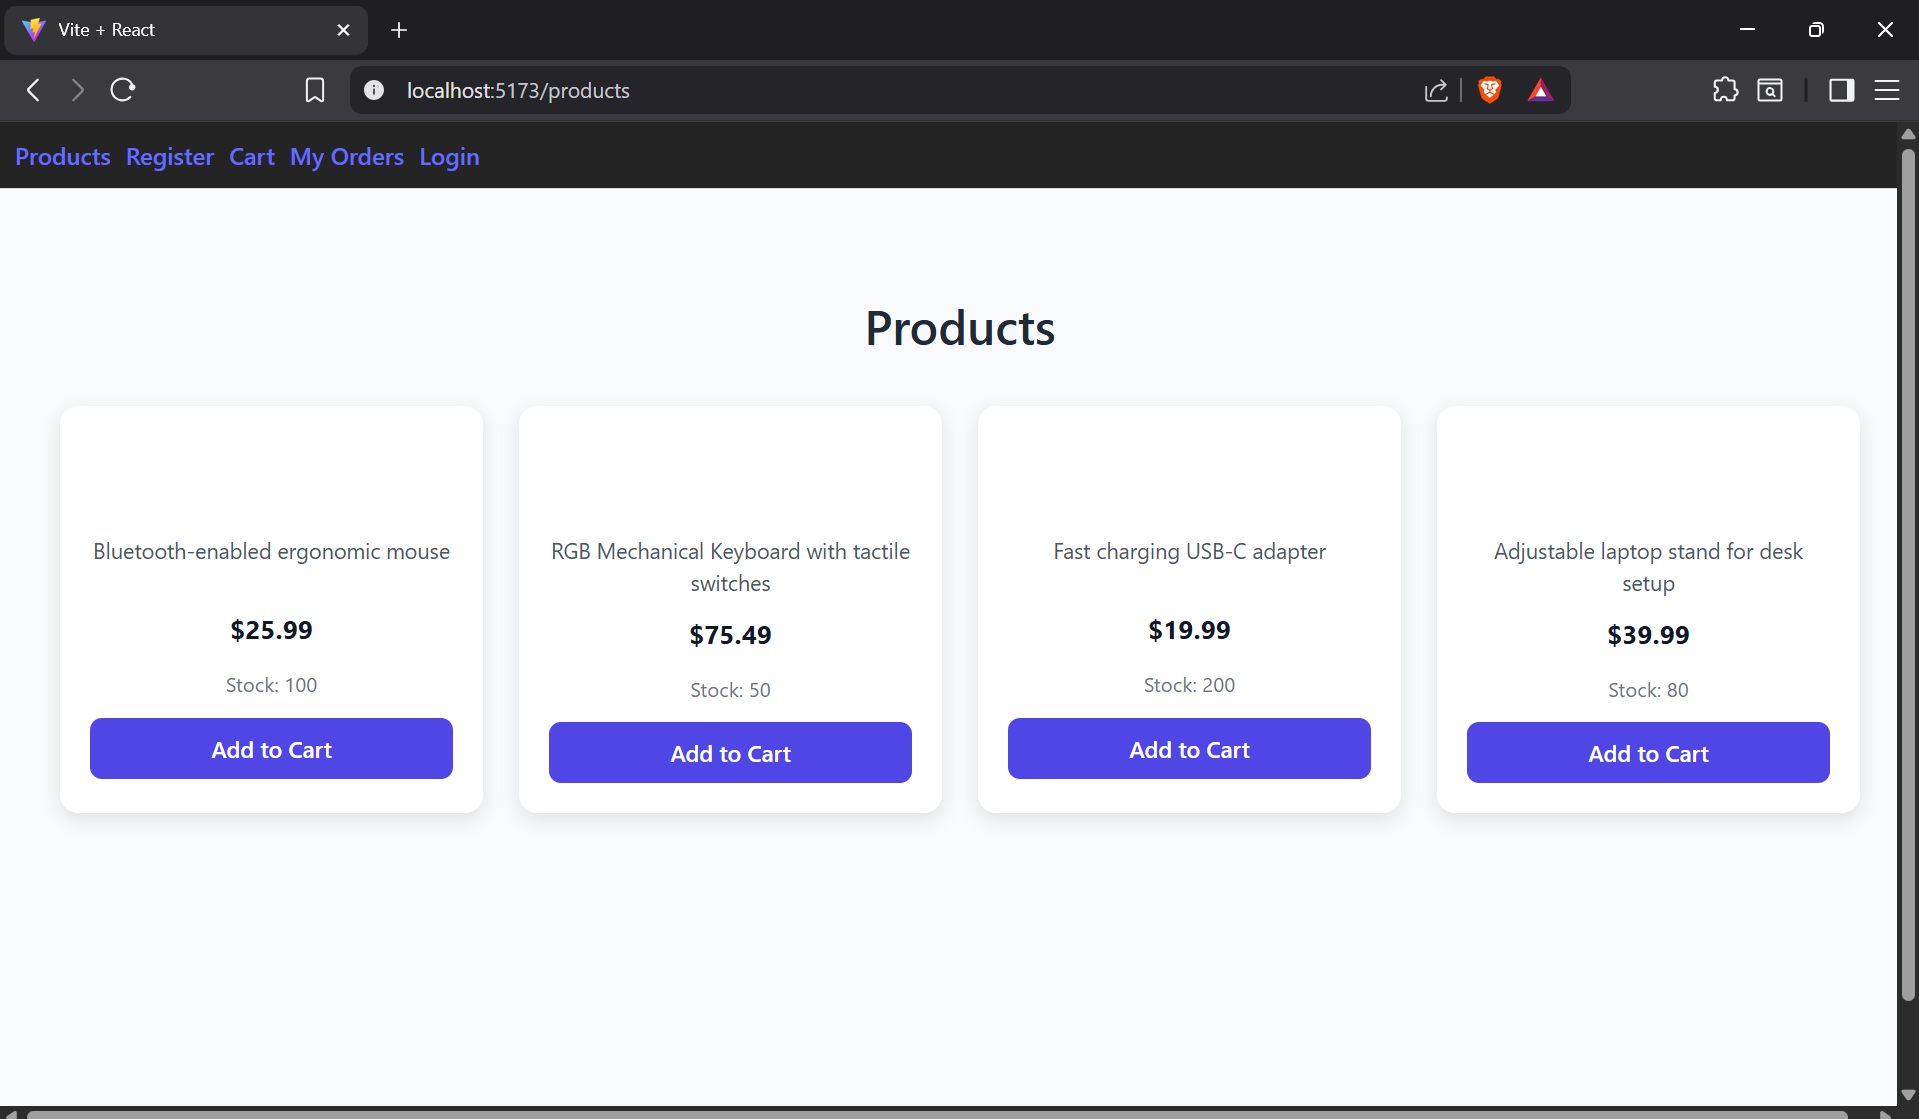 Vite + React
localhost:5173/products
Products Register Cart My Orders Login
Products
Bluetooth-enabled ergonomic mouse
$25.99
Stock: 100
Add to Cart
RGB Mechanical Keyboard with tactile
switches
$75.49
Stock: 50
Add to Cart
Fast charging USB-C adapter
$19.99
Stock: 200
Add to Cart
Adjustable laptop stand for desk
setup
$39.99
Stock: 80
Add to Cart